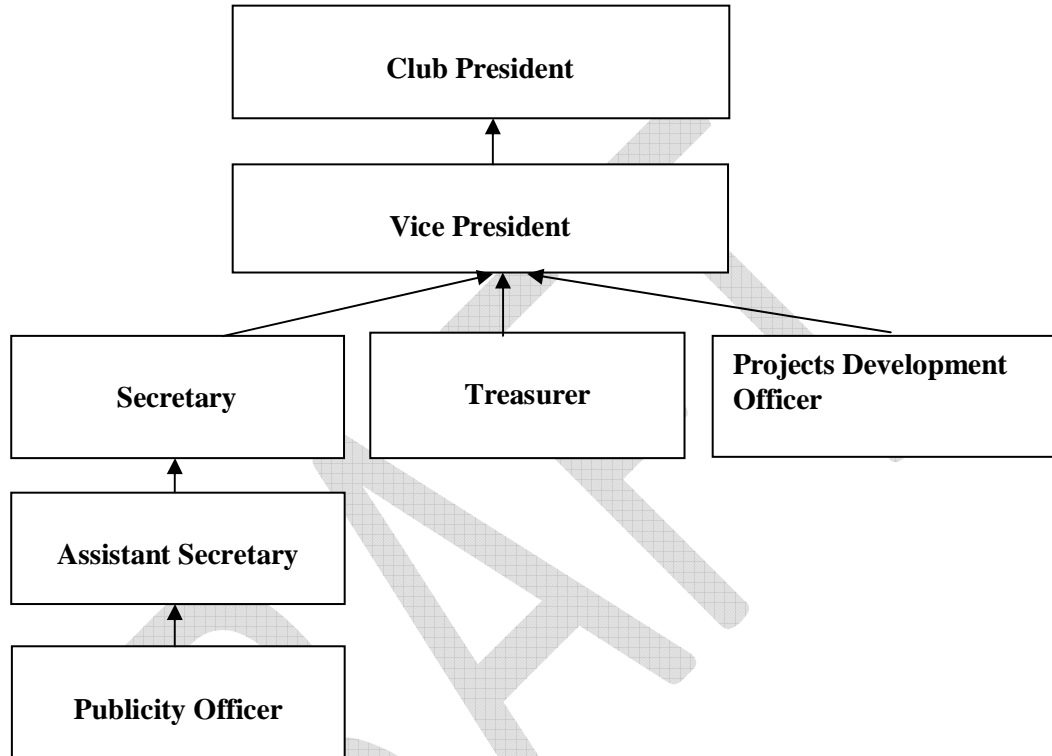 Club President
Vice President
Secretary
Treasurer
Projects Development
Officer
Assistant Secretary
Publicity Officer